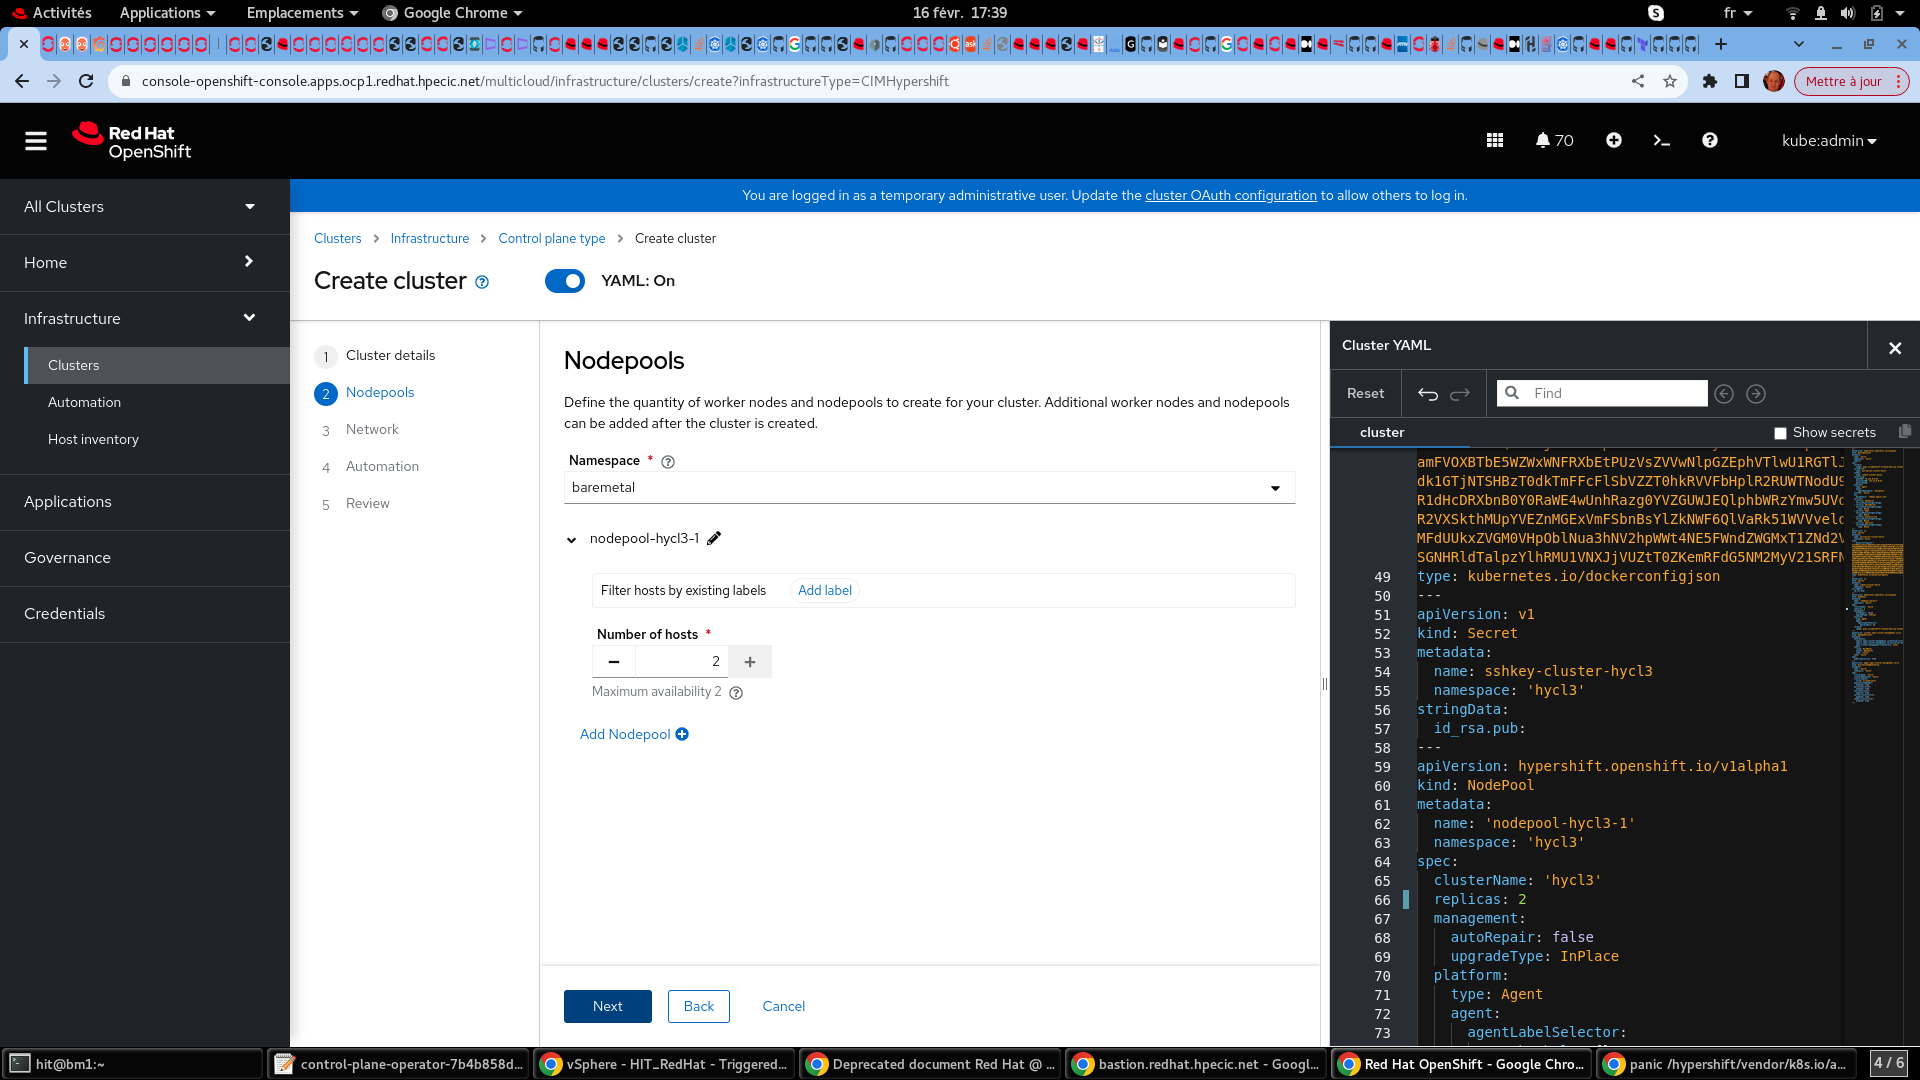 Activités
Applications
Emplacements
Google Chrome
16 févr. 17:39
fr
console-openshift-console.apps.ocp1.redhat.hpecic.net/multicloud/infrastructure/clusters/create?infrastructureType=CIMHypershift
Mettre à jour
Red Hat
OpenShift
70
kube:admin
You are logged in as a temporary administrative user. Update the cluster OAuth configuration to allow others to log in.
All Clusters
Home
Infrastructure
Clusters
Automation
Host inventory
Applications
Governance
Credentials
Clusters > Infrastructure > Control plane type > Create cluster
Create cluster
YAML: On
1 Cluster details
2 Nodepools
3 Network
4 Automation
5 Review
Nodepools
Define the quantity of worker nodes and nodepools to create for your cluster. Additional worker nodes and nodepools
can be added after the cluster is created.
Namespace *
baremetal
nodepool-hycl3-1
Filter hosts by existing labels Add label
Number of hosts *
2
Maximum availability 2
Add Nodepool
Next
Back
Cancel
Cluster YAML
Reset
Find
cluster
Show secrets
49 type: kubernetes.io/dockerconfigjson
50 ---
51 apiVersion: v1
52 kind: Secret
53 metadata:
54 name: sshkey-cluster-hycl3
55 namespace: 'hycl3'
56 stringData:
57 id_rsa.pub:
58 ---
59 apiVersion: hypershift.openshift.io/v1alpha1
60 kind: NodePool
61 metadata:
62 name: 'nodepool-hycl3-1'
63 namespace: 'hycl3'
64 spec:
65 clusterName: 'hycl3'
66 replicas: 2
67 management:
68 autoRepair: false
69 upgradeType: InPlace
70 platform:
71 type: Agent
72 agent:
73 agentLabelSelector:
hit@bm1:~
control-plane-operator-7b4b858d...
vSphere - HIT_RedHat - Triggered...
Deprecated document Red Hat @ ...
bastion.redhat.hpecic.net - Googl...
Red Hat OpenShift - Google Chro...
panic /hypershift/vendor/k8s.io/a...
4 / 6